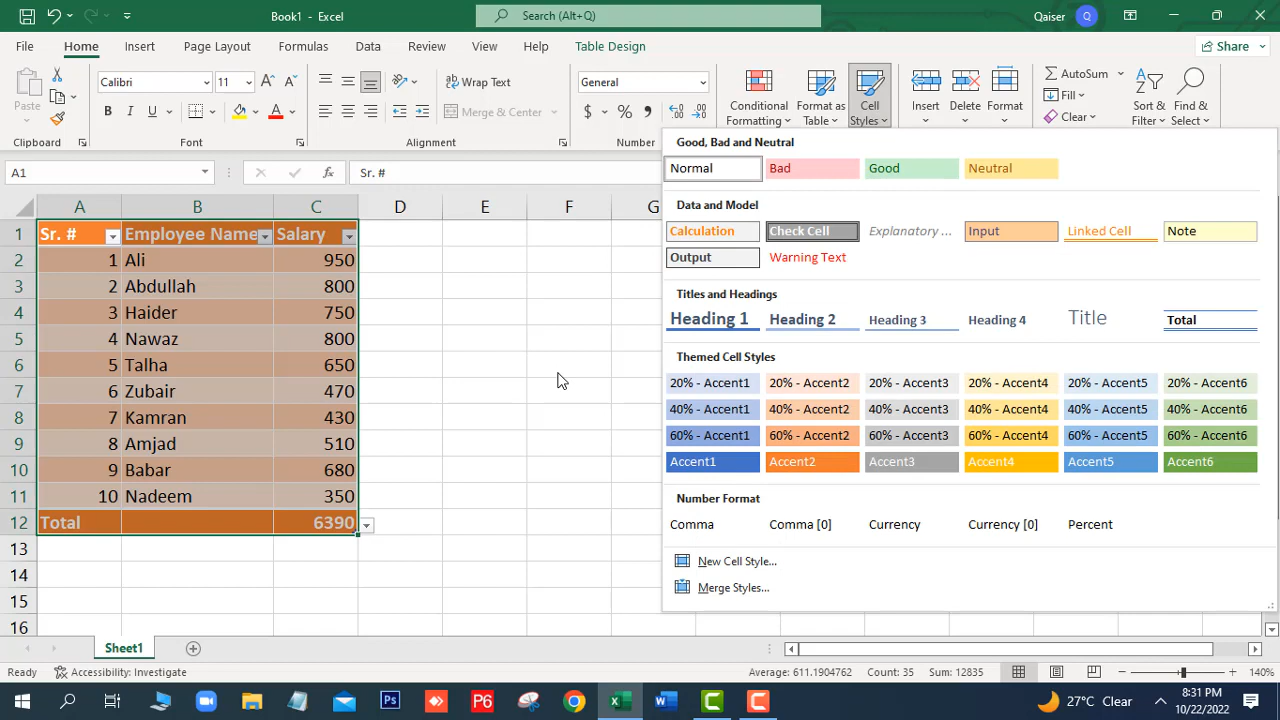 Book1 - Excel
Search (Alt+Q)
Qaiser
Q
File Home Insert Page Layout Formulas Data Review View Help Table Design
Share
Paste
Calibri 11
B I U
Wrap Text
Merge & Center
General
$ % ,
Conditional Formatting
Format as Table
Cell Styles
Insert
Delete
Format
AutoSum
Fill
Clear
Sort & Filter
Find & Select
Clipboard Font Alignment Number
A1 fx Sr. #
A B C D E F G
1 Sr. # Employee Name Salary
2 1 Ali 950
3 2 Abdullah 800
4 3 Haider 750
5 4 Nawaz 800
6 5 Talha 650
7 6 Zubair 470
8 7 Kamran 430
9 8 Amjad 510
10 9 Babar 680
11 10 Nadeem 350
12 Total 6390
13
14
15
16
Good, Bad and Neutral
Normal Bad Good Neutral
Data and Model
Calculation Check Cell Explanatory ... Input Linked Cell Note
Output Warning Text
Titles and Headings
Heading 1 Heading 2 Heading 3 Heading 4 Title Total
Themed Cell Styles
20% - Accent1 20% - Accent2 20% - Accent3 20% - Accent4 20% - Accent5 20% - Accent6
40% - Accent1 40% - Accent2 40% - Accent3 40% - Accent4 40% - Accent5 40% - Accent6
60% - Accent1 60% - Accent2 60% - Accent3 60% - Accent4 60% - Accent5 60% - Accent6
Accent1 Accent2 Accent3 Accent4 Accent5 Accent6
Number Format
Comma Comma [0] Currency Currency [0] Percent
New Cell Style...
Merge Styles...
Sheet1
Ready Accessibility: Investigate Average: 611.1904762 Count: 35 Sum: 12835 140%
Ps P6 27°C Clear 8:31 PM
10/22/2022